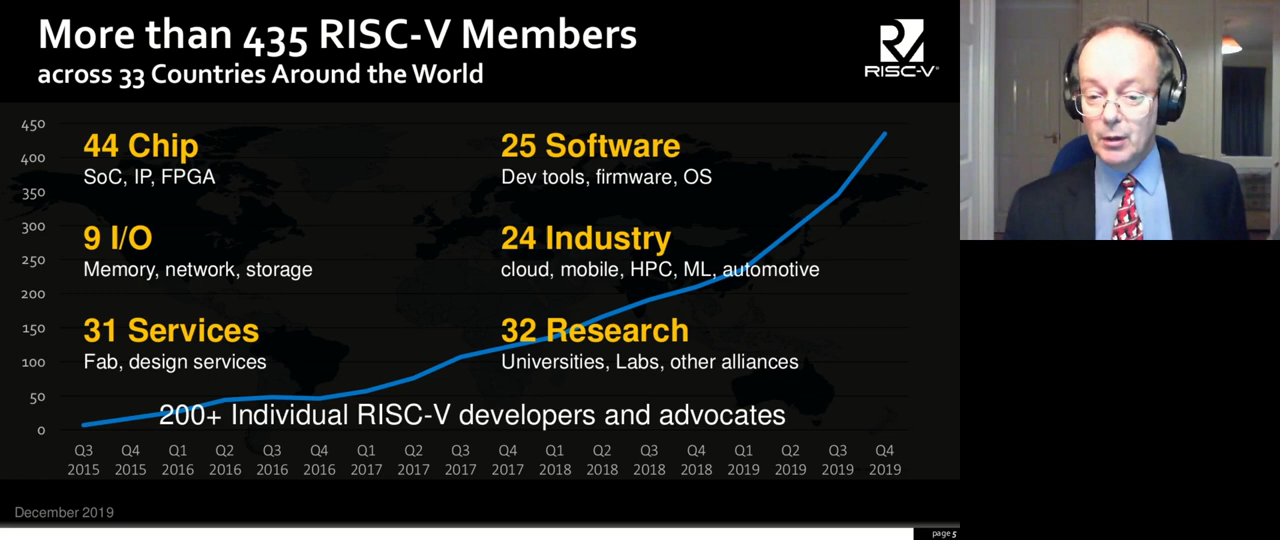 More than 435 RISC-V Members
across 33 Countries Around the World
RISC-V®
450
400
350
300
250
200
150
100
50
0
44 Chip
SoC, IP, FPGA
25 Software
Dev tools, firmware, OS
9 I/O
Memory, network, storage
24 Industry
cloud, mobile, HPC, ML, automotive
31 Services
Fab, design services
32 Research
Universities, Labs, other alliances
200+ Individual RISC-V developers and advocates
Q3 Q4 Q1 Q2 Q3 Q4 Q1 Q2 Q3 Q4 Q1 Q2 Q3 Q4 Q1 Q2 Q3 Q4
2015 2015 2016 2016 2016 2016 2017 2017 2017 2017 2018 2018 2018 2018 2019 2019 2019 2019
December 2019
page 5